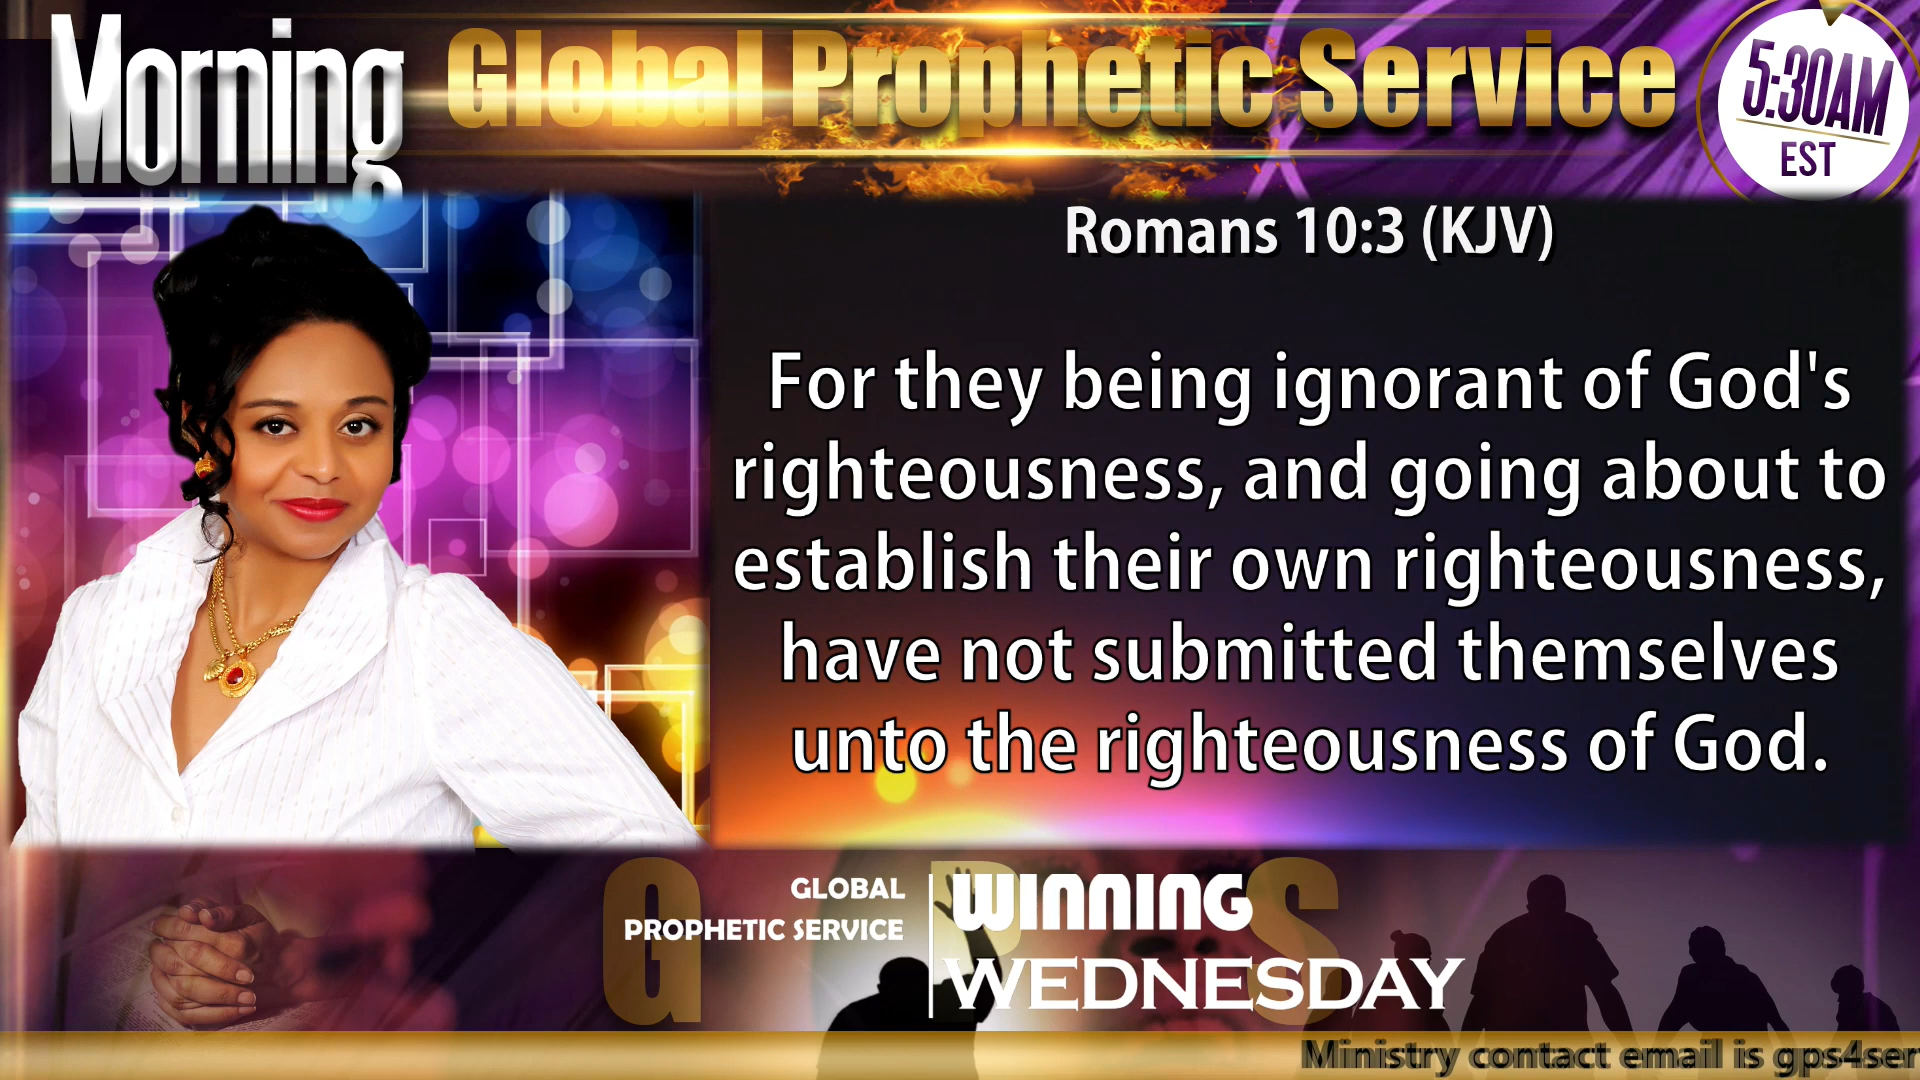 Morning Global Prophetic Service
5:30AM
EST
Romans 10:3 (KJV)
For they being ignorant of God's
righteousness, and going about to
establish their own righteousness,
have not submitted themselves
unto the righteousness of God.
G P S
GLOBAL
PROPHETIC SERVICE
WINNING
WEDNESDAY
Ministry contact email is gps4ser